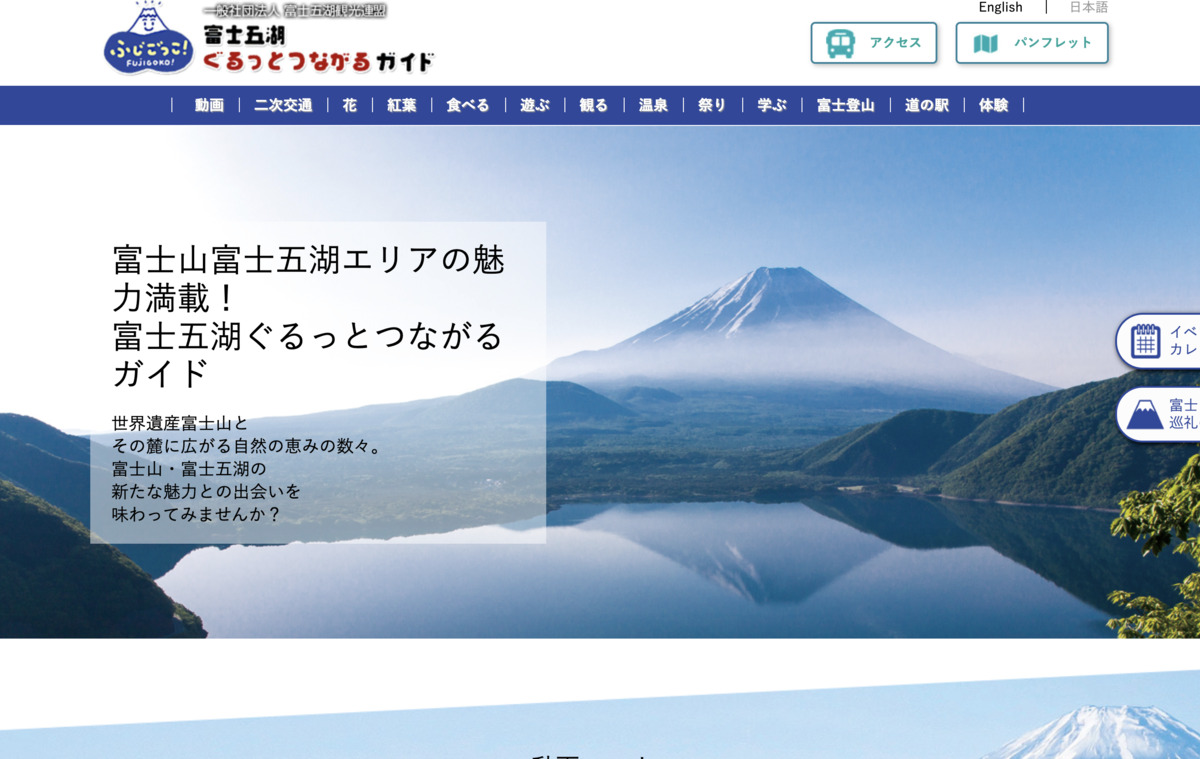 一般社団法人 富士五湖観光連盟
ふじごっこ!
FUJIGOKO!
富士五湖
ぐるっとつながるガイド
English
日本語
アクセス
パンフレット
動画
二次交通
花
紅葉
食べる
遊ぶ
観る
温泉
祭り
学ぶ
富士登山
道の駅
体験
富士山富士五湖エリアの魅
力満載！
富士五湖ぐるっとつながる
ガイド
世界遺産富士山と
その麓に広がる自然の恵みの数々。
富士山・富士五湖の
新たな魅力との出会いを
味わってみませんか？
イベ
カレ
富士
巡礼